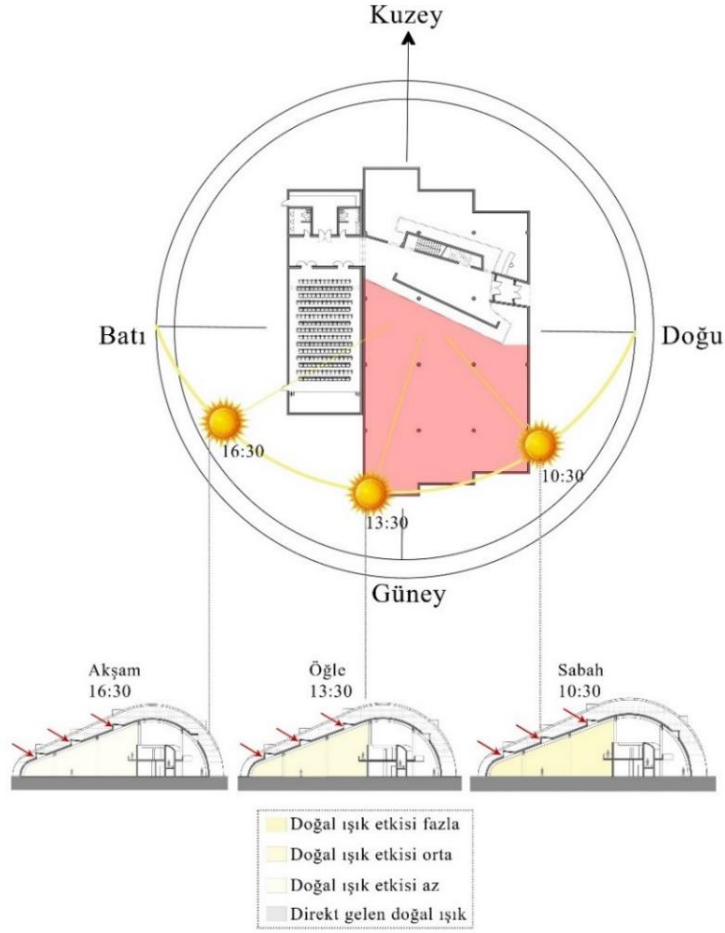 Kuzey
Batı
Doğu
16:30
10:30
13:30
Güney
Akşam
16:30
Öğle
13:30
Sabah
10:30
Doğal ışık etkisi fazla
Doğal ışık etkisi orta
Doğal ışık etkisi az
Direkt gelen doğal ışık